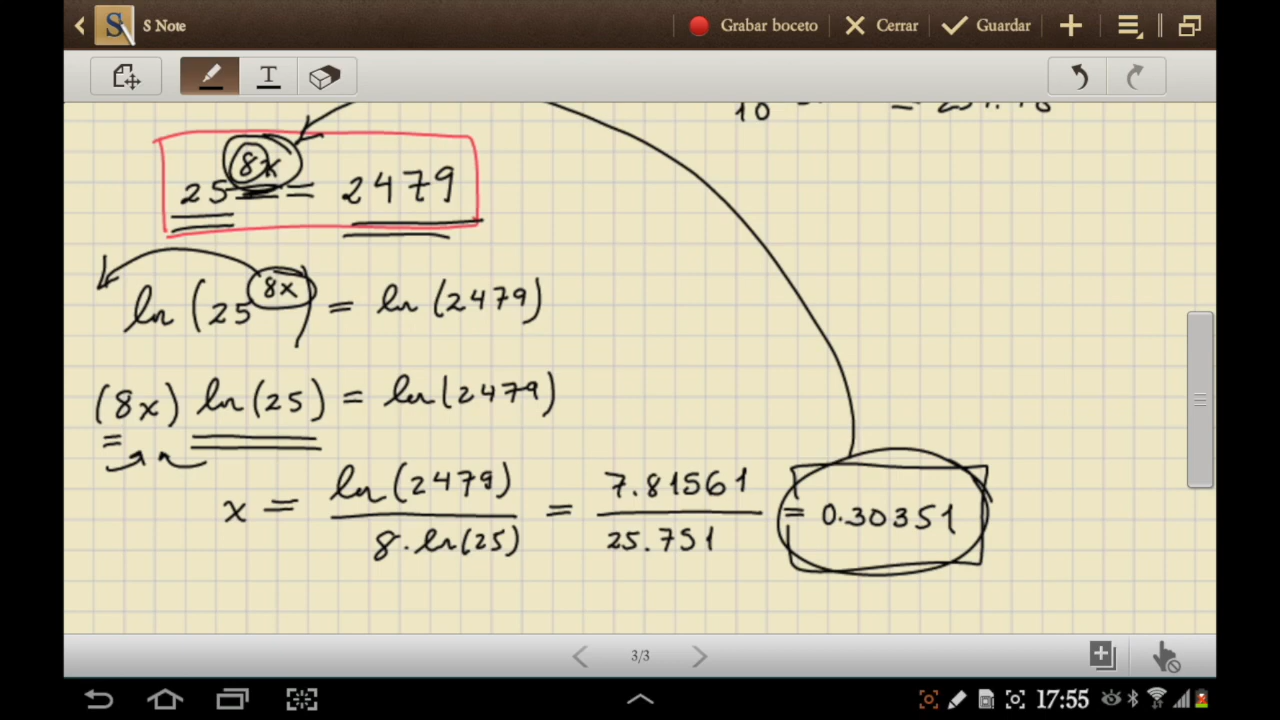 S Note
Grabar boceto
Cerrar
Guardar
T
10
25^{8x} = 2479
ln (25^{8x}) = ln (2479)
(8x) ln (25) = ln (2479)
x = ln (2479) / 8 · ln (25) = 7.81561 / 25.751 = 0.30351
3/3
17:55